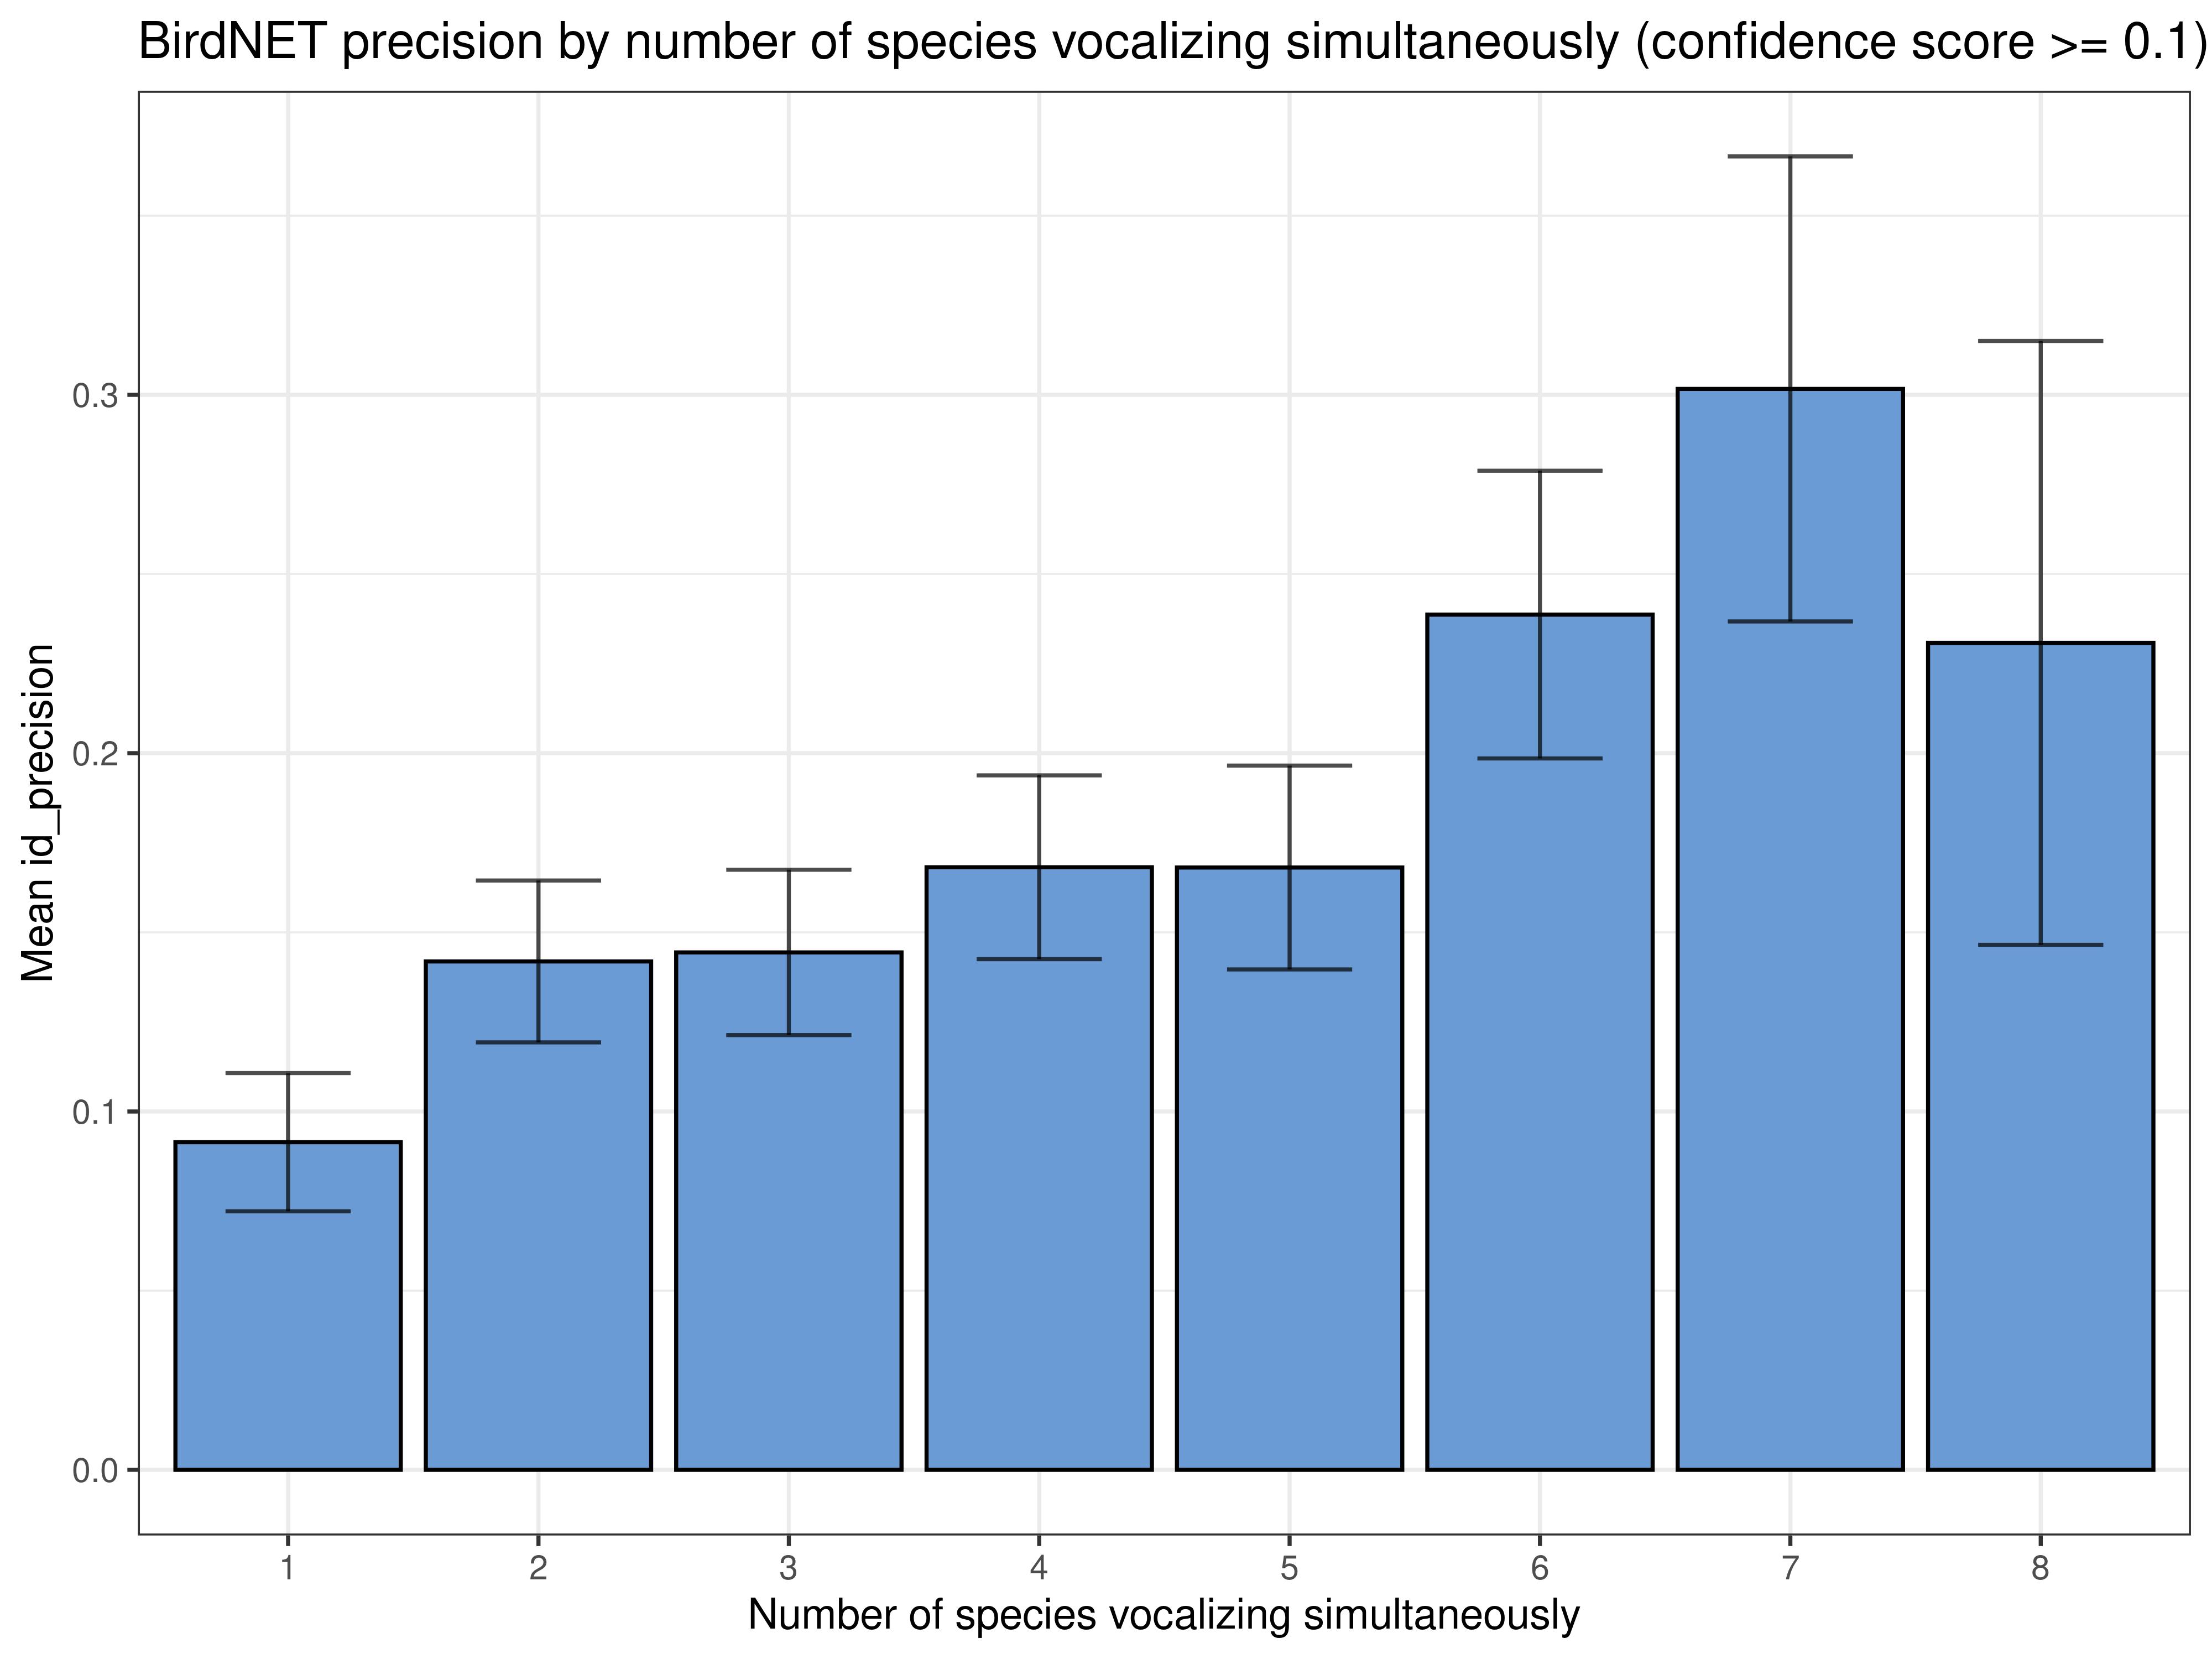 BirdNET precision by number of species vocalizing simultaneously (confidence score >= 0.1)
Mean id_precision
0.3
0.2
0.1
0.0
1 2 3 4 5 6 7 8
Number of species vocalizing simultaneously